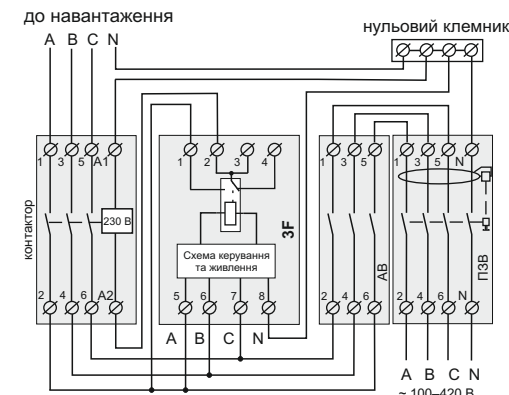 до навантаження
нульовий клемник
A B C N
1 3 5 A1
1 2 3 4
1 3 5
1 3 5 N
контактор
230 В
3F
Схема керування
та живлення
АВ
ПЗВ
2 4 6 A2
5 6 7 8
2 4 6
2 4 6 N
A B C N
A B C N
~ 100–420 В